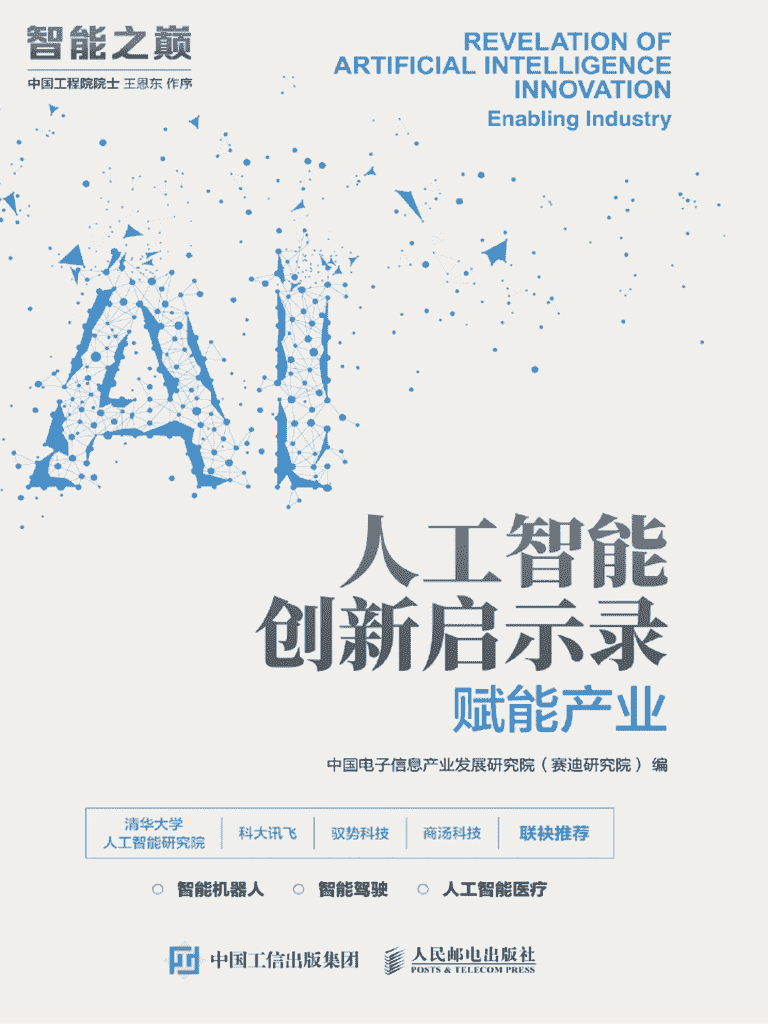 智能之巅
中国工程院院士 王恩东 作序
REVELATION OF
ARTIFICIAL INTELLIGENCE
INNOVATION
Enabling Industry
AI
人工智能
创新启示录
赋能产业
中国电子信息产业发展研究院（赛迪研究院） 编
清华大学
人工智能研究院
科大讯飞
驭势科技
商汤科技
联袂推荐
智能机器人
智能驾驶
人工智能医疗
中国工信出版集团
人民邮电出版社
POSTS & TELECOM PRESS